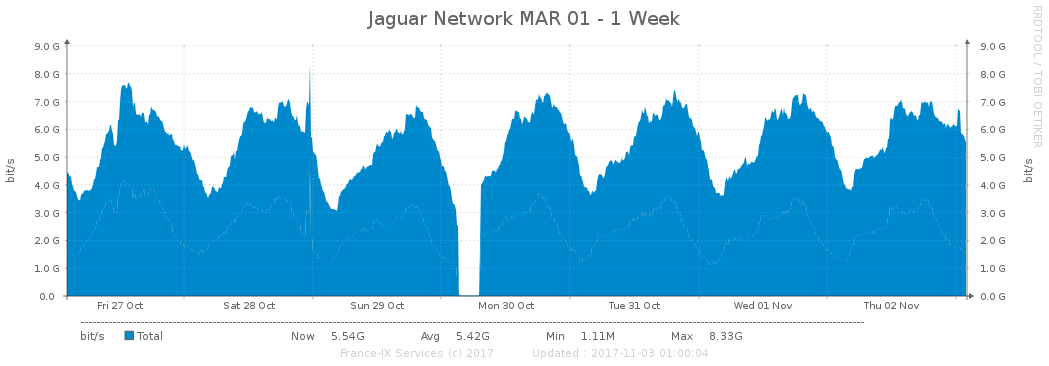 Jaguar Network MAR 01 - 1 Week
RRDTOOL / TOBI OETIKER
bit/s
9.0 G 9.0 G
8.0 G 8.0 G
7.0 G 7.0 G
6.0 G 6.0 G
5.0 G 5.0 G
4.0 G 4.0 G
3.0 G 3.0 G
2.0 G 2.0 G
1.0 G 1.0 G
0.0 0.0 G
bit/s
Fri 27 Oct Sat 28 Oct Sun 29 Oct Mon 30 Oct Tue 31 Oct Wed 01 Nov Thu 02 Nov
bit/s Total Now 5.54G Avg 5.42G Min 1.11M Max 8.33G
France-IX Services (c) 2017 Updated : 2017-11-03 01:00:04